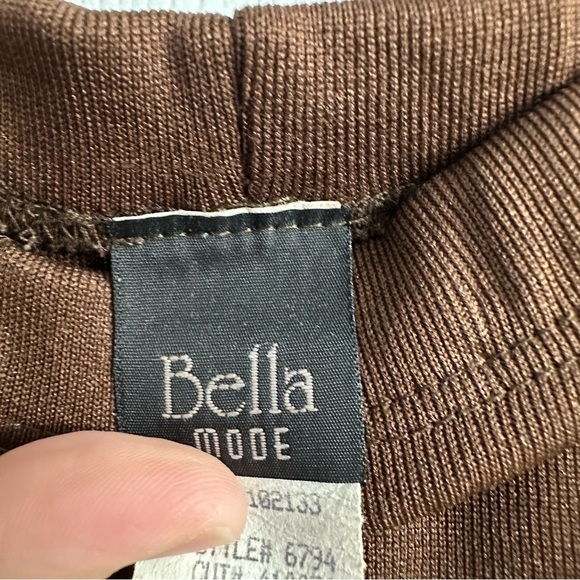 Bella
MODE
102133
STYLE# 6794
CUT#